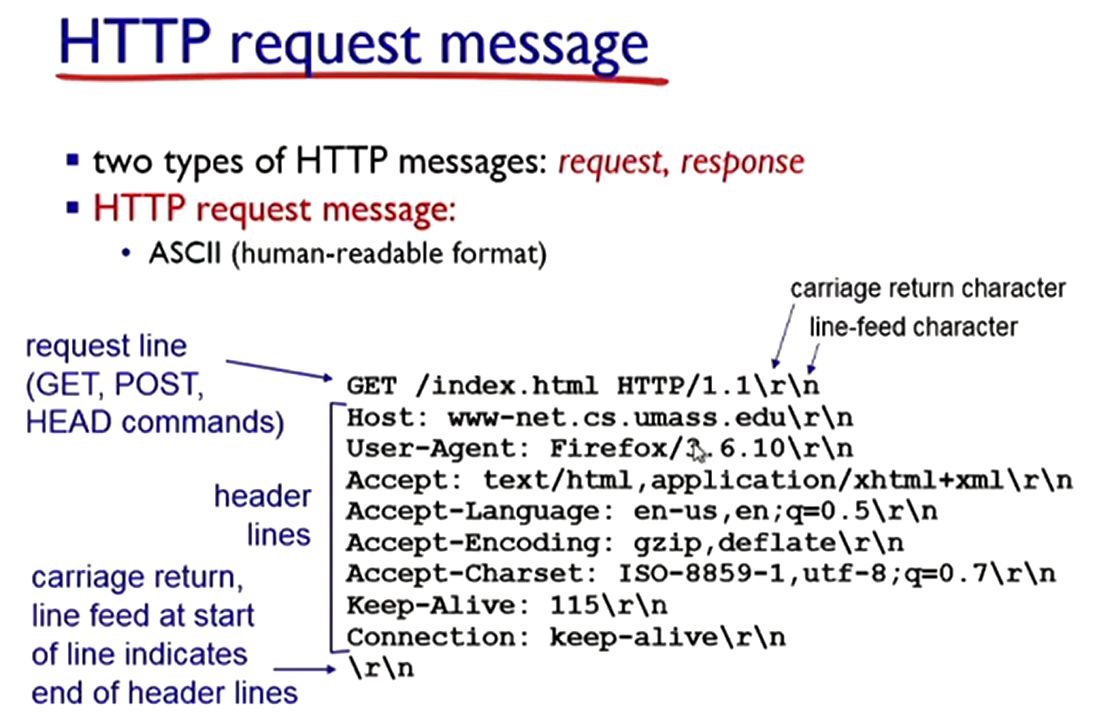 HTTP request message
two types of HTTP messages: request, response
HTTP request message:
ASCII (human-readable format)
carriage return character
line-feed character
request line
(GET, POST,
HEAD commands)
GET /index.html HTTP/1.1\r\n
Host: www-net.cs.umass.edu\r\n
User-Agent: Firefox/3.6.10\r\n
Accept: text/html,application/xhtml+xml\r\n
Accept-Language: en-us,en;q=0.5\r\n
Accept-Encoding: gzip,deflate\r\n
Accept-Charset: ISO-8859-1,utf-8;q=0.7\r\n
Keep-Alive: 115\r\n
Connection: keep-alive\r\n
\r\n
header
lines
carriage return,
line feed at start
of line indicates
end of header lines